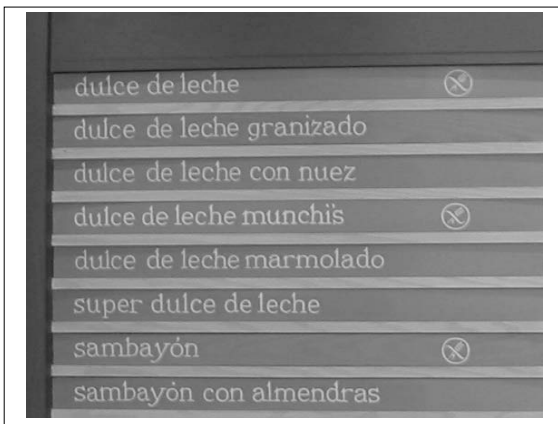 dulce de leche
dulce de leche granizado
dulce de leche con nuez
dulce de leche munchi's
dulce de leche marmolado
super dulce de leche
sambayón
sambayón con almendras